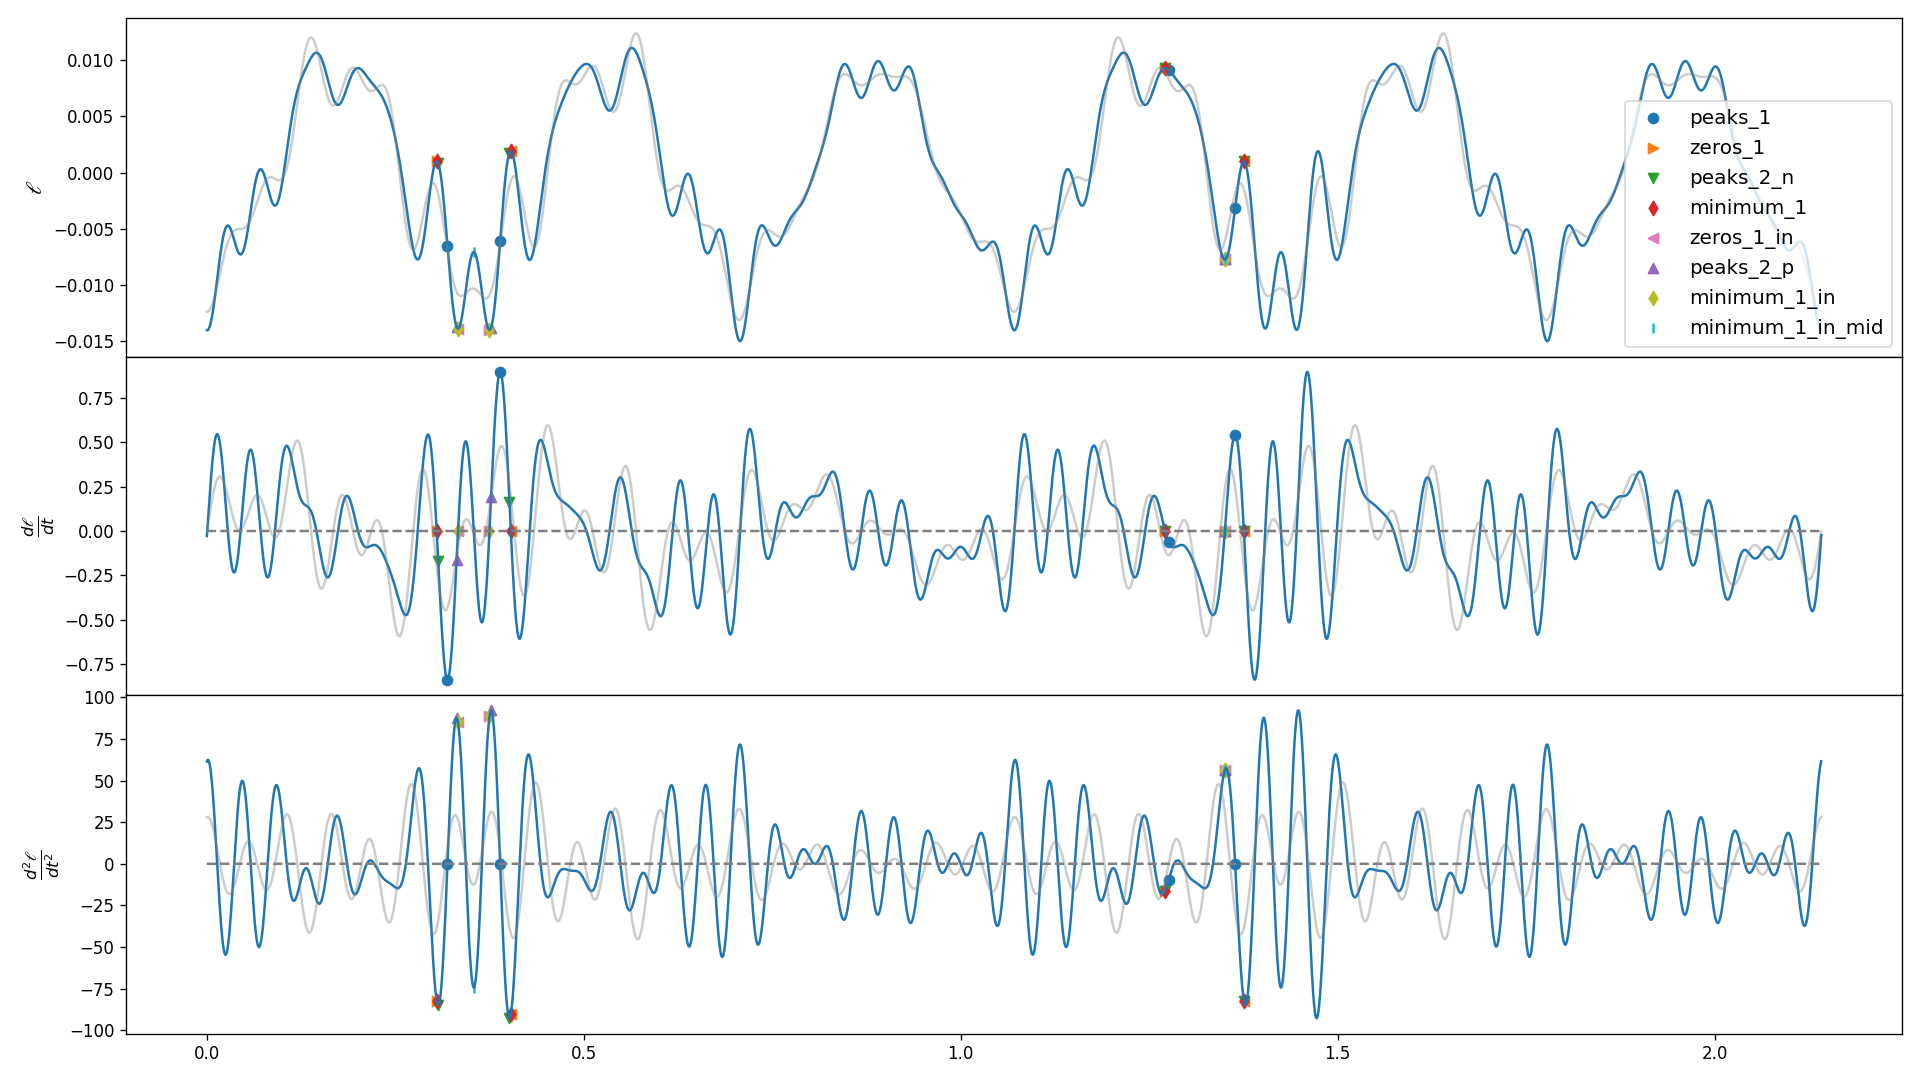 0.010
0.005
0.000
−0.005
−0.010
−0.015
ℓ
peaks_1
zeros_1
peaks_2_n
minimum_1
zeros_1_in
peaks_2_p
minimum_1_in
minimum_1_in_mid
0.75
0.50
0.25
0.00
−0.25
−0.50
−0.75
dℓ/dt
100
75
50
25
0
−25
−50
−75
−100
d²ℓ/dt²
0.0 0.5 1.0 1.5 2.0